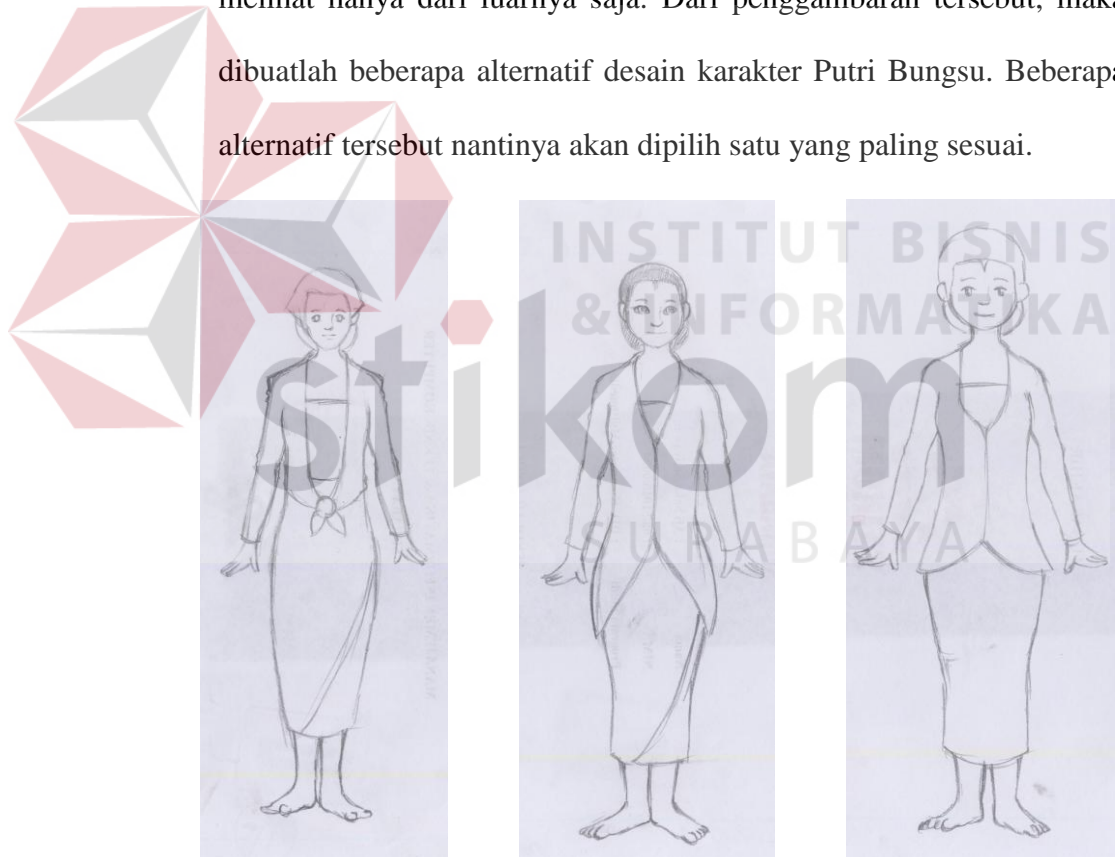 melihat hanya dari luarnya saja. Dari penggambaran tersebut, maka
dibuatlah beberapa alternatif desain karakter Putri Bungsu. Beberapa
alternatif tersebut nantinya akan dipilih satu yang paling sesuai.
INSTITUT BISNIS
& INFORMATIKA
stikom
SURABAYA